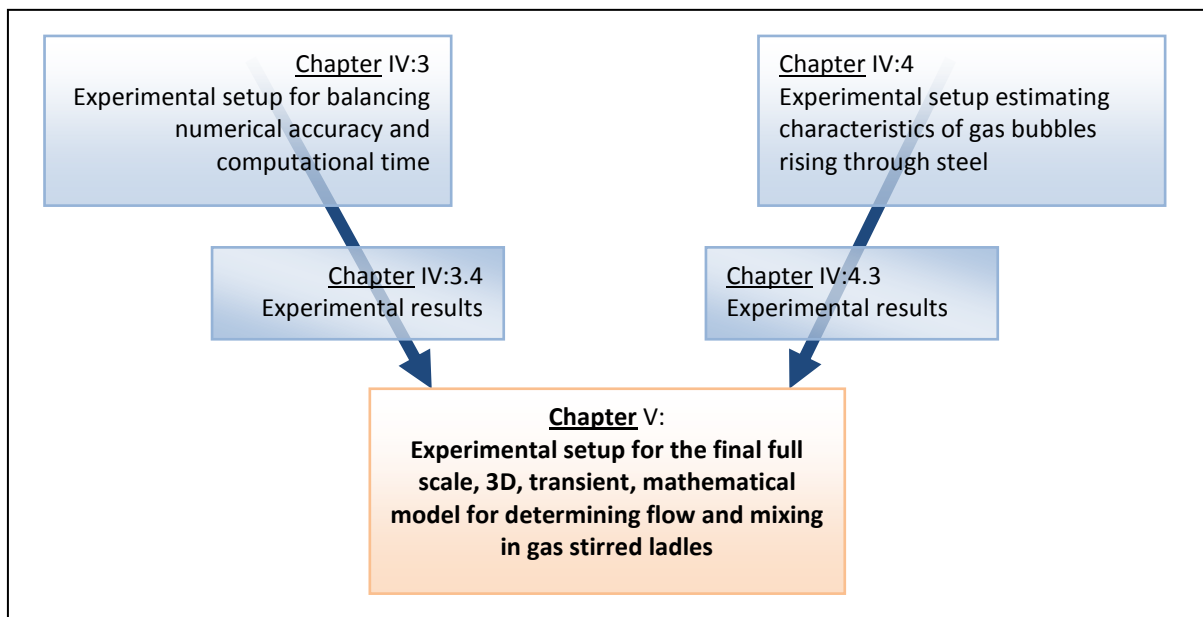 Chapter IV:3
Experimental setup for balancing
numerical accuracy and
computational time
Chapter IV:4
Experimental setup estimating
characteristics of gas bubbles
rising through steel
Chapter IV:3.4
Experimental results
Chapter IV:4.3
Experimental results
Chapter V:
Experimental setup for the final full
scale, 3D, transient, mathematical
model for determining flow and mixing
in gas stirred ladles